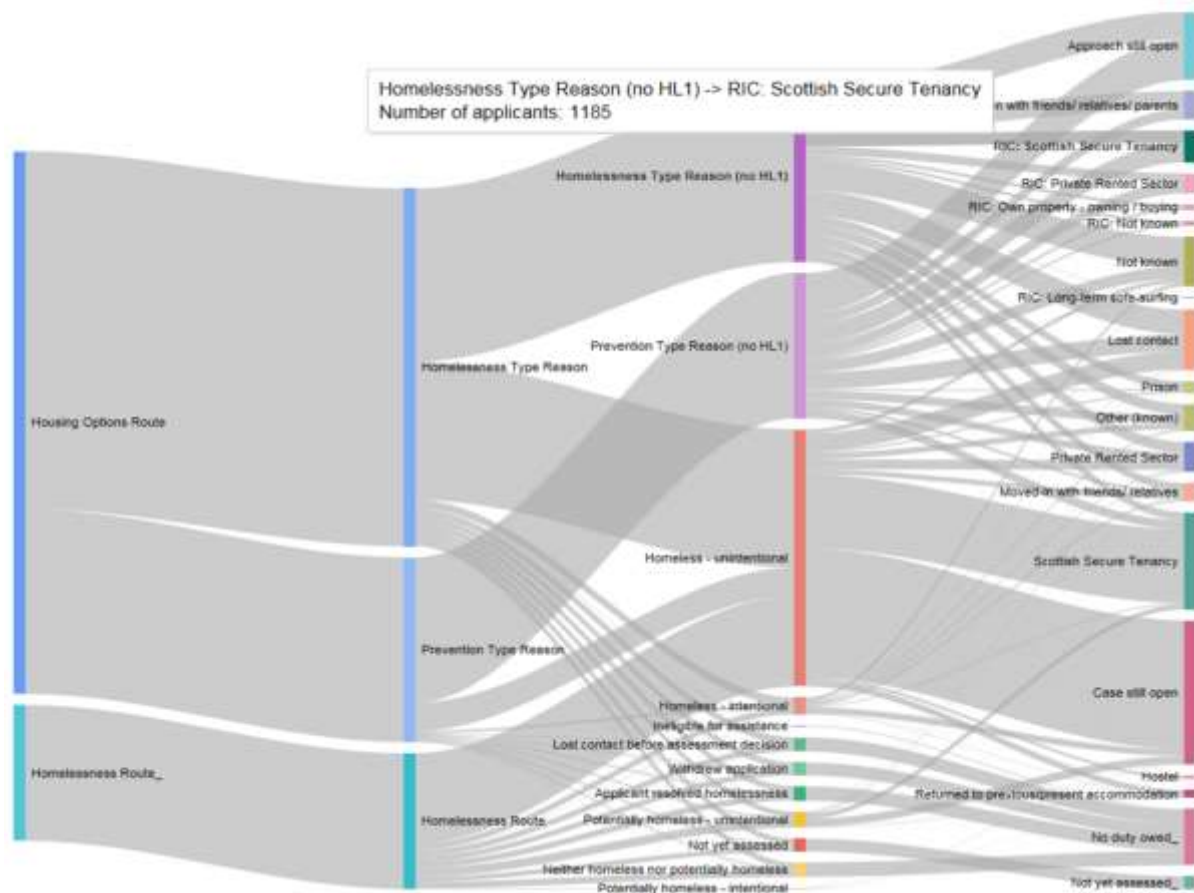 Approach still open
Homelessness Type Reason (no HL1) -> RIC: Scottish Secure Tenancy
Number of applicants: 1185
n with friends/ relatives/ parents
RIC: Scottish Secure Tenancy
Homelessness Type Reason (no HL1)
RIC: Private Rented Sector
RIC: Own property - owning / buying
RIC: Not known
Not known
RIC: Long-term sofa-surfing
Prevention Type Reason (no HL1)
Lost contact
Homelessness Type Reason
Prison
Housing Options Route
Other (known)
Private Rented Sector
Moved-in with friends/ relatives
Homeless - unintentional
Scottish Secure Tenancy
Prevention Type Reason
Case still open
Homeless - intentional
Ineligible for assistance
Lost contact before assessment decision
Homelessness Route_
Withdrew application
Hostel
Applicant resolved homelessness
Returned to previous/present accommodation
Homelessness Route
Potentially homeless - unintentional
No duty owed_
Not yet assessed
Neither homeless nor potentially homeless
Not yet assessed_
Potentially homeless - intentional